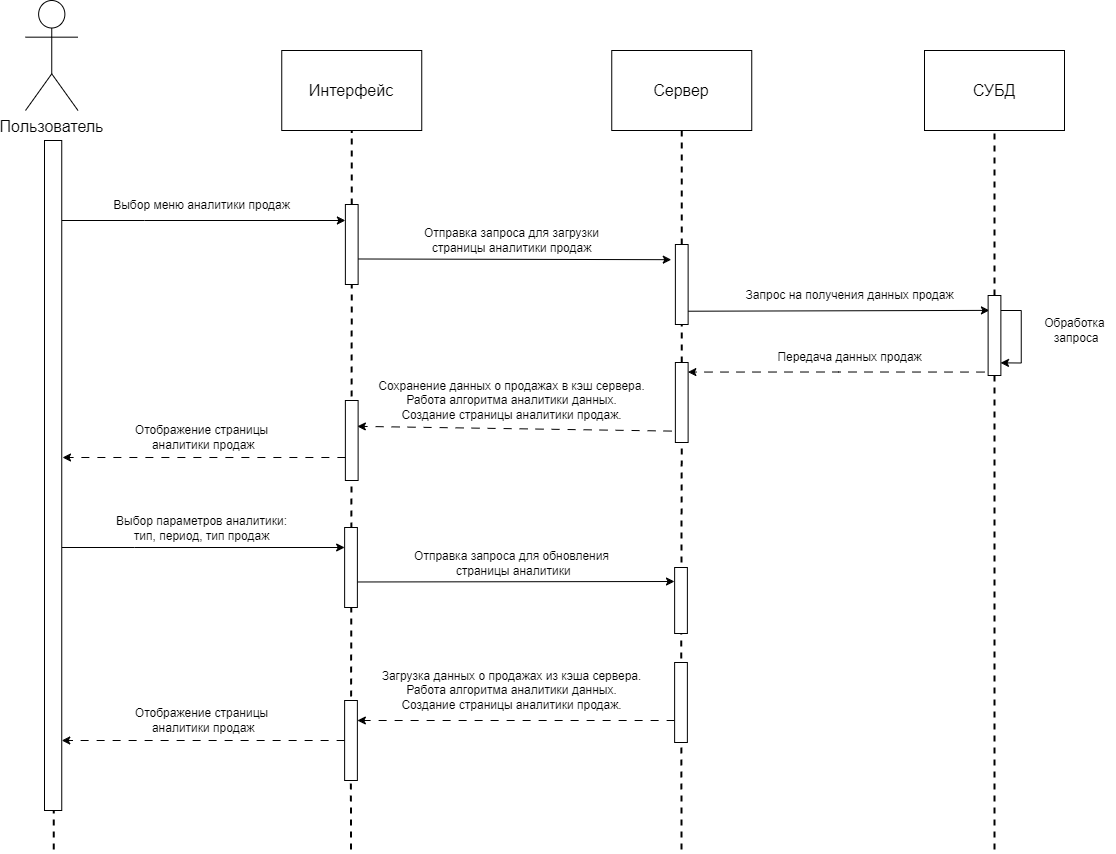 Пользователь
Интерфейс
Сервер
СУБД
Выбор меню аналитики продаж
Отправка запроса для загрузки
страницы аналитики продаж
Запрос на получения данных продаж
Обработка
запроса
Передача данных продаж
Сохранение данных о продажах в кэш сервера.
Работа алгоритма аналитики данных.
Создание страницы аналитики продаж.
Отображение страницы
аналитики продаж
Выбор параметров аналитики:
тип, период, тип продаж
Отправка запроса для обновления
страницы аналитики
Загрузка данных о продажах из кэша сервера.
Работа алгоритма аналитики данных.
Создание страницы аналитики продаж.
Отображение страницы
аналитики продаж